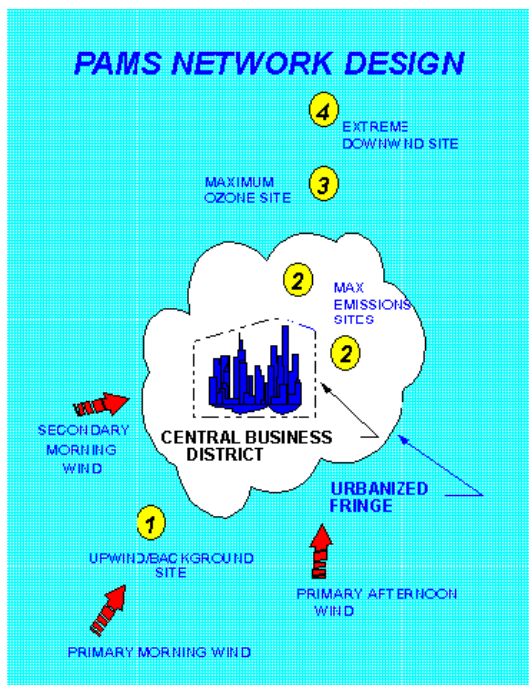 PAMS NETWORK DESIGN
4
EXTREME
DOWNWIND SITE
MAXIMUM
OZONE SITE
3
2
MAX
EMISSIONS
SITES
2
SECONDARY
MORNING
WIND
CENTRAL BUSINESS
DISTRICT
URBANIZED
FRINGE
1
UPWIND/BACKGROUND
SITE
PRIMARY AFTERNOON
WIND
PRIMARY MORNING WIND